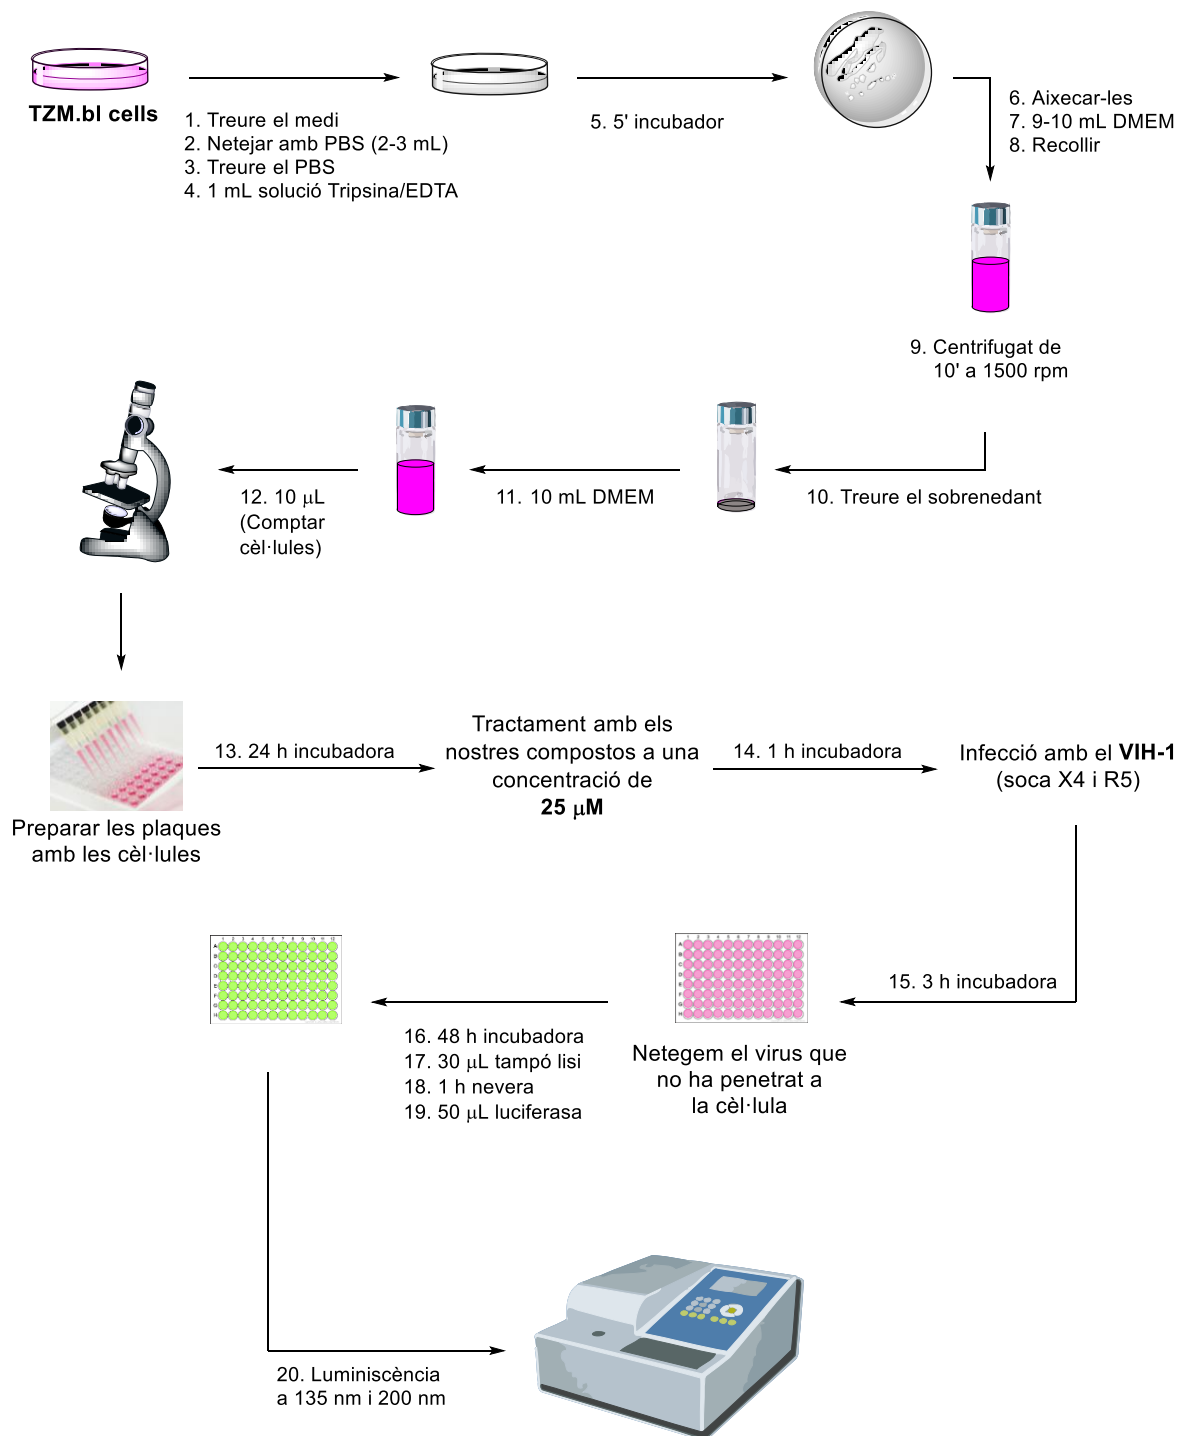 TZM.bl cells
1. Treure el medi
2. Netejar amb PBS (2-3 mL)
3. Treure el PBS
4. 1 mL solució Tripsina/EDTA
5. 5' incubador
6. Aixecar-les
7. 9-10 mL DMEM
8. Recollir
9. Centrifugat de
10' a 1500 rpm
10. Treure el sobrenedant
11. 10 mL DMEM
12. 10 μL
(Comptar
cèl·lules)
Preparar les plaques
amb les cèl·lules
13. 24 h incubadora
Tractament amb els
nostres compostos a una
concentració de
25 μM
14. 1 h incubadora
Infecció amb el VIH-1
(soca X4 i R5)
15. 3 h incubadora
Netegem el virus que
no ha penetrat a
la cèl·lula
16. 48 h incubadora
17. 30 μL tampó lisi
18. 1 h nevera
19. 50 μL luciferasa
20. Luminiscència
a 135 nm i 200 nm